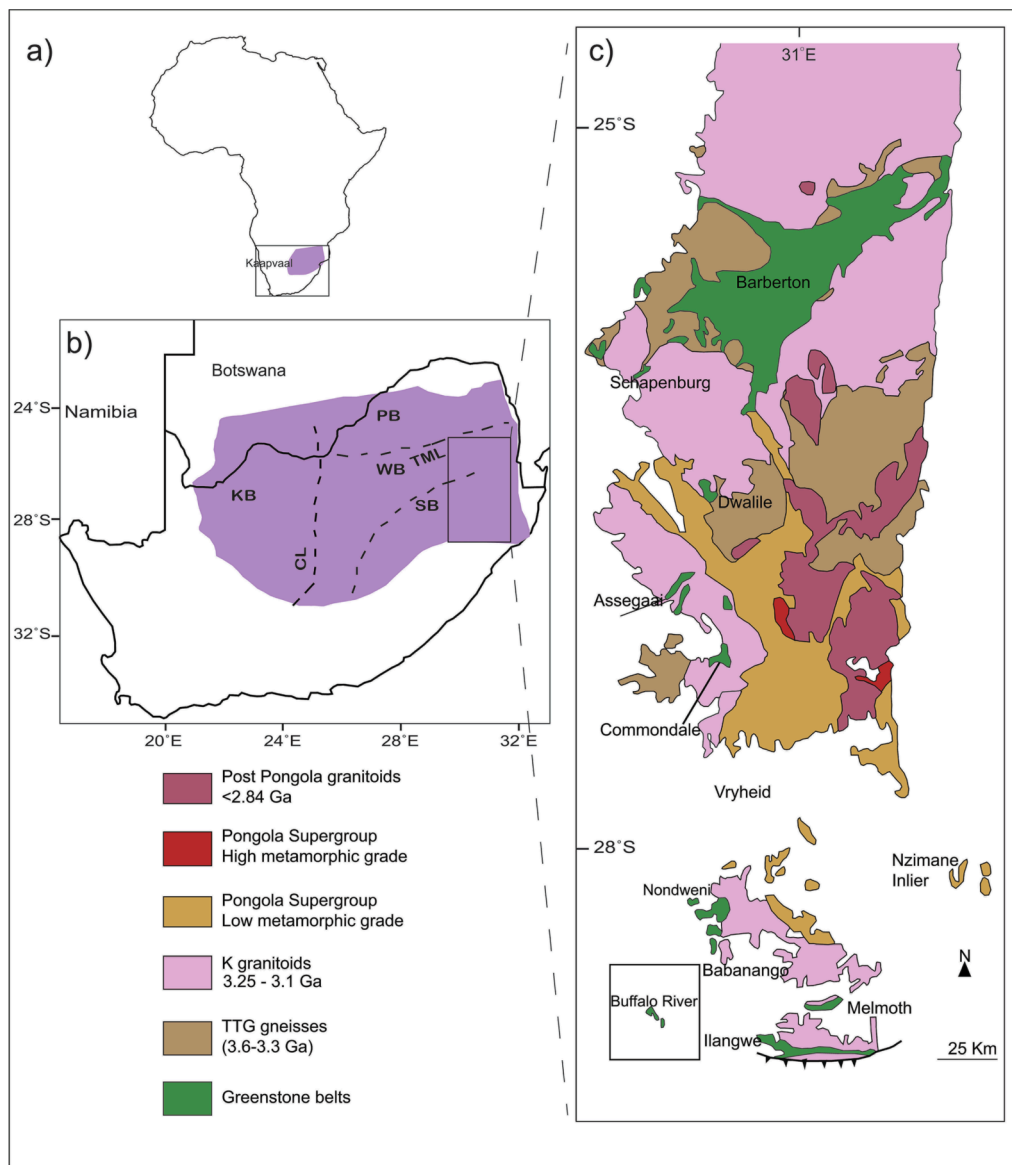 a)
Kaapvaal
b)
Botswana
Namibia
24°S
28°S
32°S
PB
TML
WB
KB
SB
CL
20°E
24°E
28°E
32°E
Post Pongola granitoids
<2.84 Ga
Pongola Supergroup
High metamorphic grade
Pongola Supergroup
Low metamorphic grade
K granitoids
3.25 - 3.1 Ga
TTG gneisses
(3.6-3.3 Ga)
Greenstone belts
c)
31°E
25°S
Barberton
Schapenburg
Dwalile
Assegaai
Commondale
Vryheid
28°S
Nzimane
Inlier
Nondweni
Babanango
N
Buffalo River
Melmoth
Ilangwe
25 Km